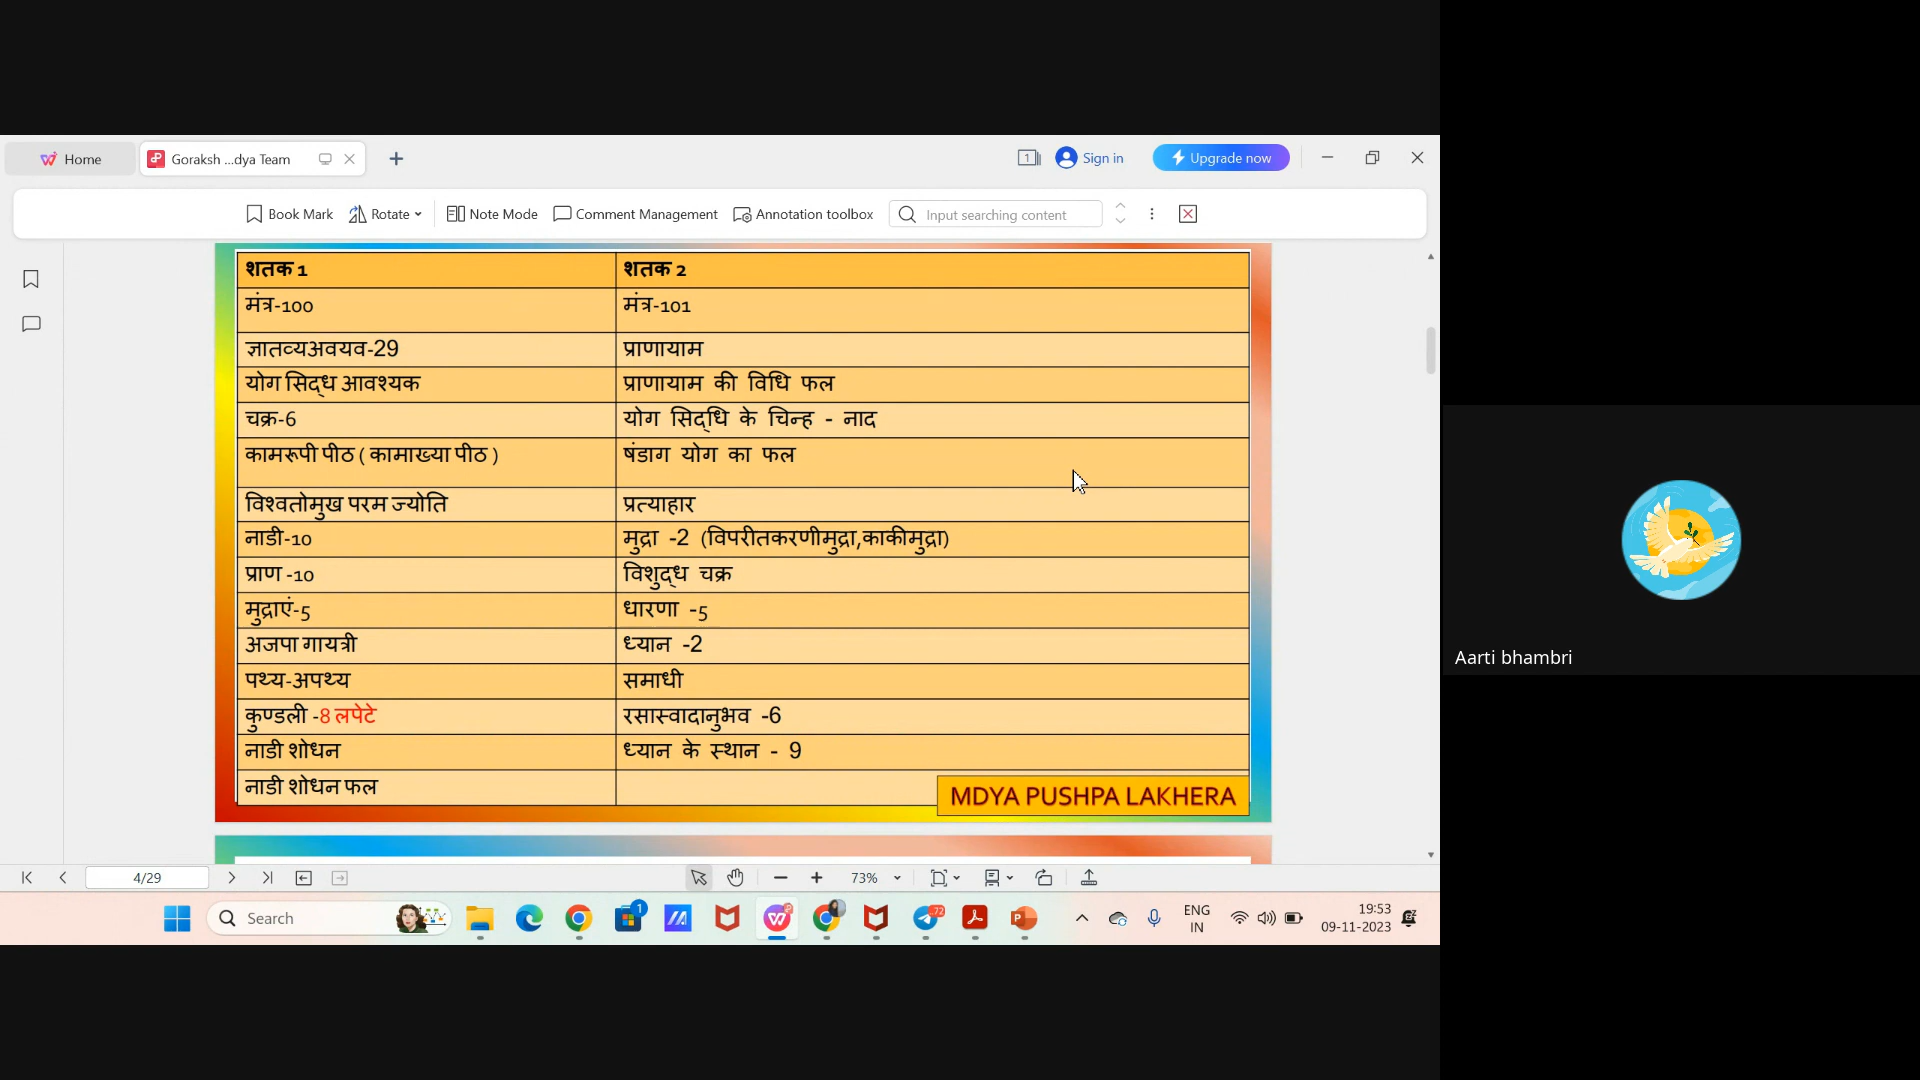 Home
Goraksh ...dya Team
1
Sign in
Upgrade now
Book Mark
Rotate
Note Mode
Comment Management
Annotation toolbox
Input searching content
शतक 1 शतक 2
मंत्र-100 मंत्र-101
ज्ञातव्यअवयव-29 प्राणायाम
योग सिद्ध आवश्यक प्राणायाम की विधि फल
चक्र-6 योग सिद्धि के चिन्ह - नाद
कामरूपी पीठ ( कामाख्या पीठ ) षंडाग योग का फल
विश्वतोमुख परम ज्योति प्रत्याहार
नाडी-10 मुद्रा -2 (विपरीतकरणीमुद्रा,काकीमुद्रा)
प्राण -10 विशुद्ध चक्र
मुद्राएं-5 धारणा -5
अजपा गायत्री ध्यान -2
पथ्य-अपथ्य समाधी
कुण्डली -8 लपेटे रसास्वादानुभव -6
नाडी शोधन ध्यान के स्थान - 9
नाडी शोधन फल
MDYA PUSHPA LAKHERA
Aarti bhambri
4/29
73%
Search
1
72
ENG
IN
19:53
09-11-2023